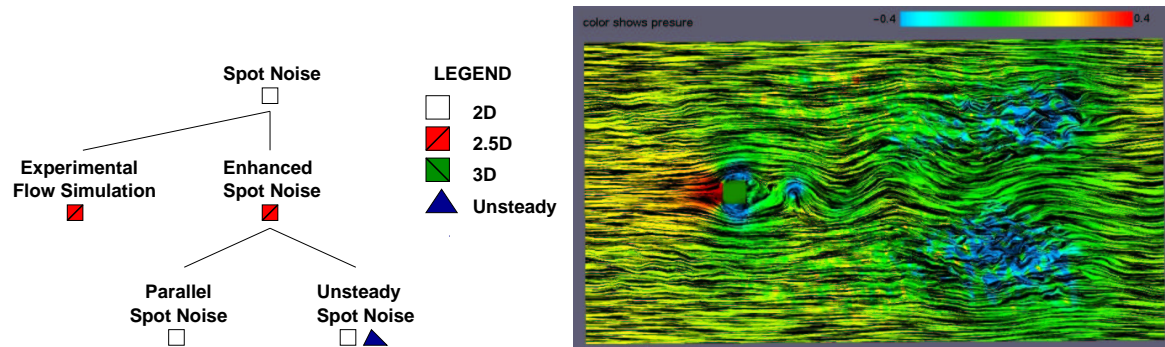 Spot Noise
Experimental
Flow Simulation
Enhanced
Spot Noise
Parallel
Spot Noise
Unsteady
Spot Noise
LEGEND
2D
2.5D
3D
Unsteady
color shows presure
-0.4
0.4